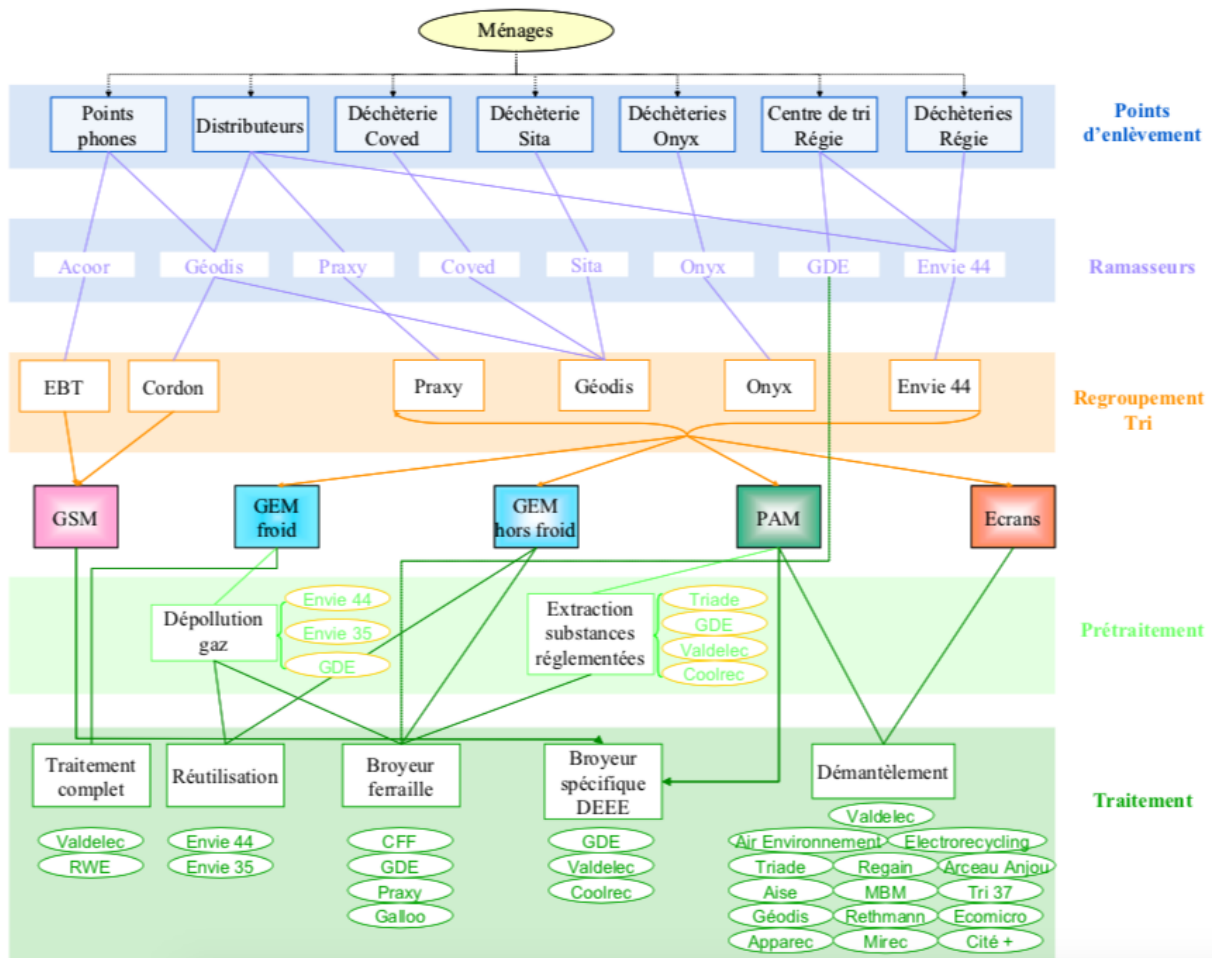 Ménages
Points
phones
Distributeurs
Déchèterie
Coved
Déchèterie
Sita
Déchèteries
Onyx
Centre de tri
Régie
Déchèteries
Régie
Points
d'enlèvement
Acoor
Géodis
Praxy
Coved
Sita
Onyx
GDE
Envie 44
Ramasseurs
EBT
Cordon
Praxy
Géodis
Onyx
Envie 44
Regroupement
Tri
GSM
GEM
froid
GEM
hors froid
PAM
Ecrans
Dépollution
gaz
Envie 44
Envie 35
GDE
Extraction
substances
réglementées
Triade
GDE
Valdelec
Coolrec
Prétraitement
Traitement
complet
Réutilisation
Broyeur
ferraille
Broyeur
spécifique
DEEE
Démantèlement
Traitement
Valdelec
RWE
Envie 44
Envie 35
CFF
GDE
Praxy
Galloo
GDE
Valdelec
Coolrec
Valdelec
Air Environnement
Electrorecycling
Triade
Regain
Arceau Anjou
Aise
MBM
Tri 37
Géodis
Rethmann
Ecomicro
Apparec
Mirec
Cité +